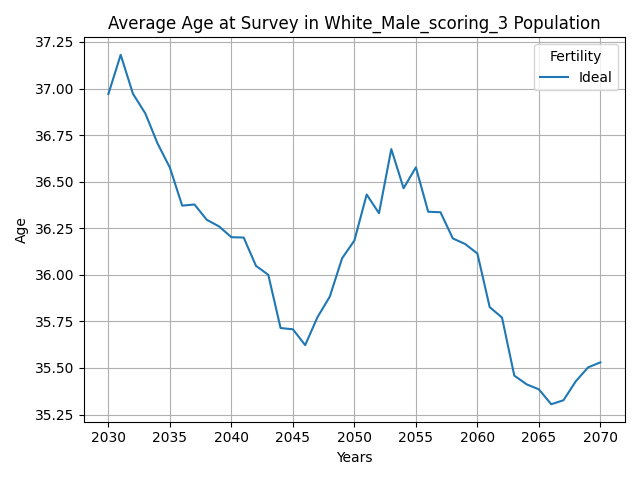 Average Age at Survey in White_Male_scoring_3 Population
Fertility
Ideal
37.25
37.00
36.75
36.50
36.25
36.00
35.75
35.50
35.25
Age
2030 2035 2040 2045 2050 2055 2060 2065 2070
Years